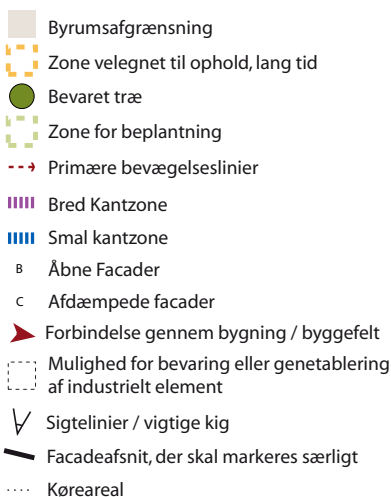 Byrumsafgrænsning
Zone velegnet til ophold, lang tid
Bevaret træ
Zone for beplantning
Primære bevægelseslinier
Bred Kantzone
Smal kantzone
B Åbne Facader
C Afdæmpede facader
Forbindelse gennem bygning / byggefelt
Mulighed for bevaring eller genetablering
af industrielt element
Sigtelinier / vigtige kig
Facadeafsnit, der skal markeres særligt
Køreareal